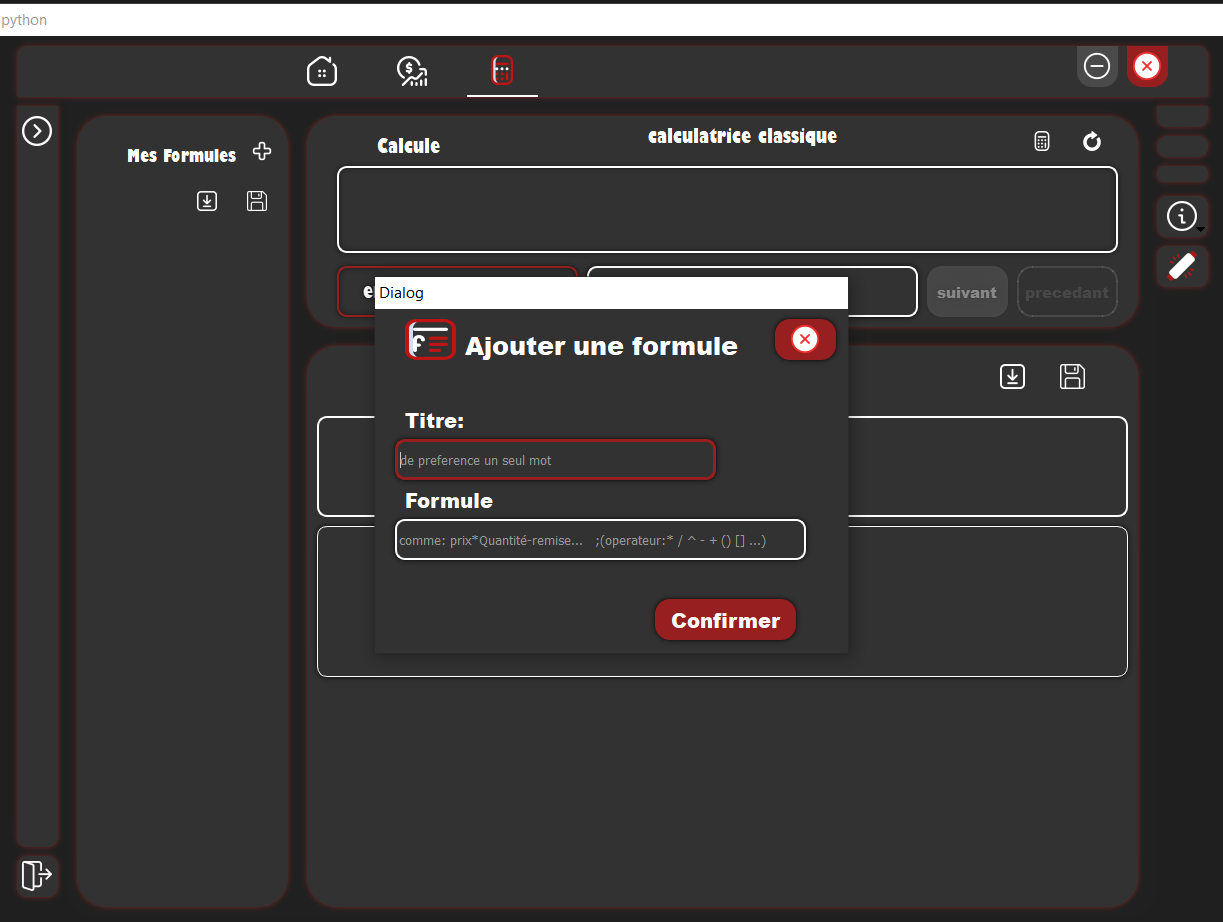 python
Mes Formules
Calcule
calculatrice classique
suivant
precedant
Dialog
Ajouter une formule
Titre:
de preference un seul mot
Formule
comme: prix*Quantité-remise... ;(operateur:* / ^ - + () [] ...)
Confirmer